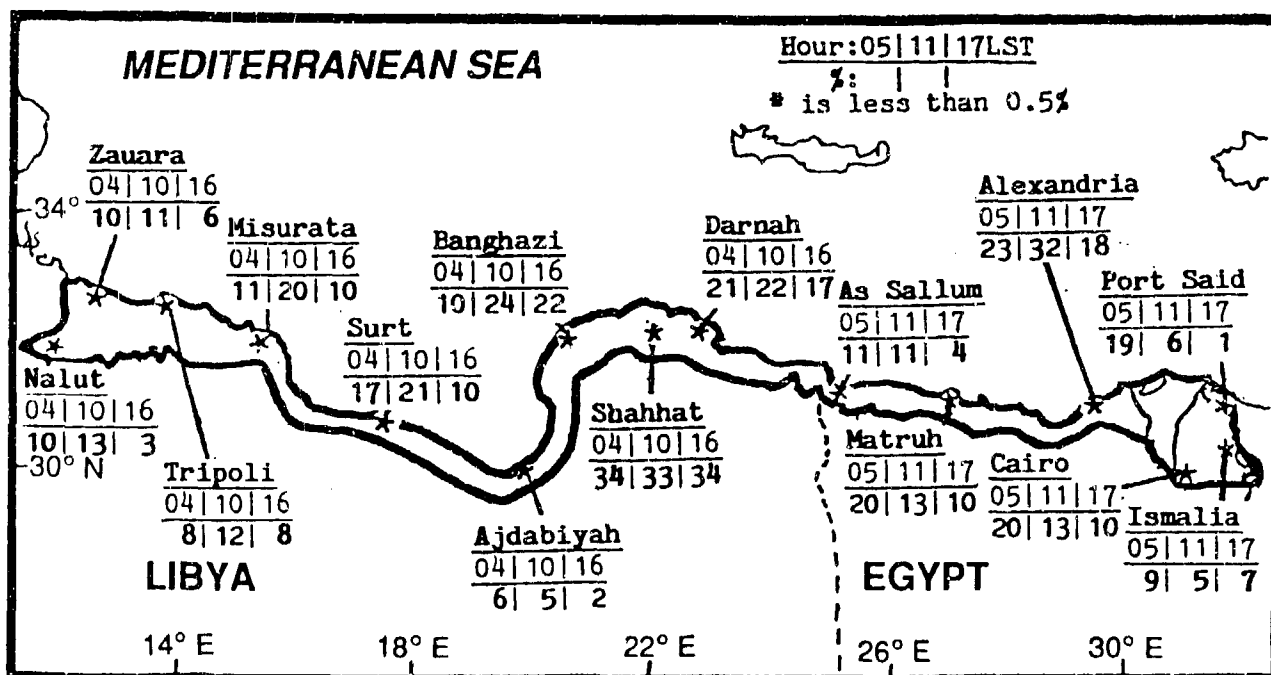 MEDITERRANEAN SEA
Hour:05|11|17LST
%: | |
# is less than 0.5%
Zauara
04|10|16
10|11| 6
34°
Misurata
04|10|16
11|20|10
Banghazi
04|10|16
19|24|22
Darnah
04|10|16
21|22|17
Alexandria
05|11|17
23|32|18
As Sallum
05|11|17
11|11| 4
Port Said
05|11|17
19| 6| 1
Surt
04|10|16
17|21|10
Nalut
04|10|16
10|13| 3
30° N
Tripoli
04|10|16
8|12| 8
Shahhat
04|10|16
34|33|34
Matruh
05|11|17
20|13|10
Cairo
05|11|17
20|13|10
Ismalia
05|11|17
9| 5| 7
Ajdabiyah
04|10|16
6| 5| 2
LIBYA
EGYPT
14° E
18° E
22° E
26° E
30° E